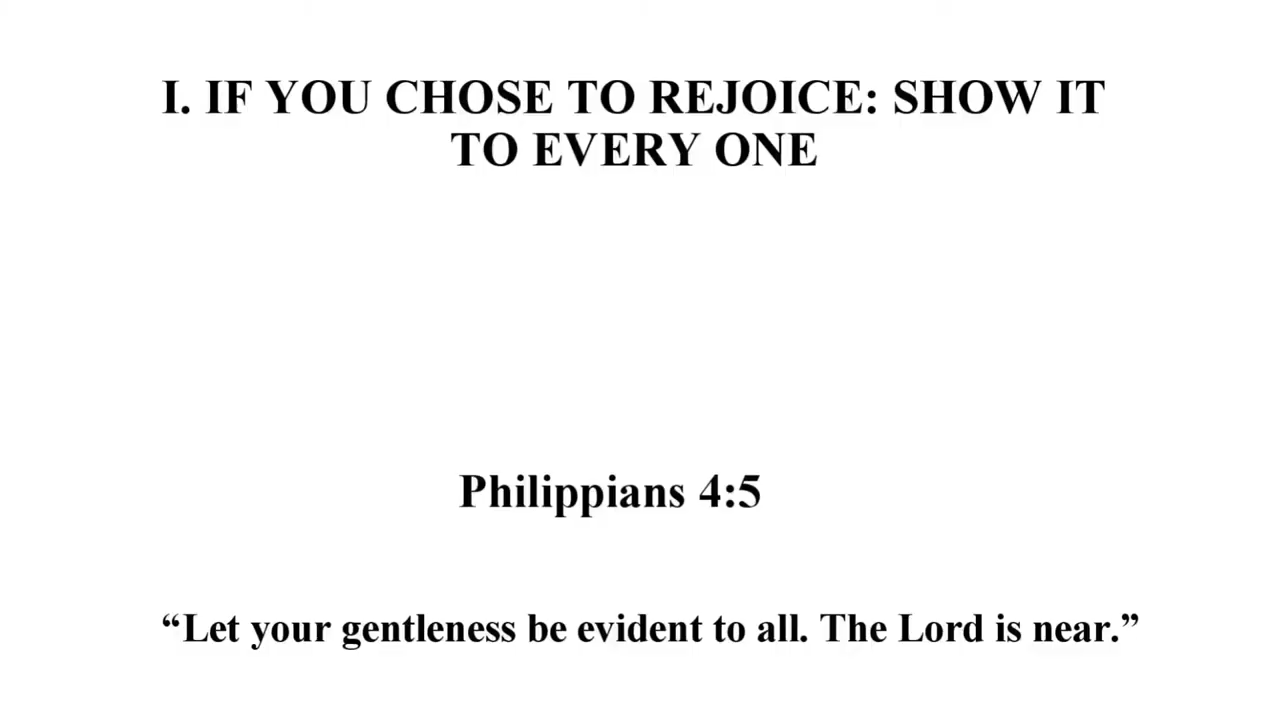 I. IF YOU CHOSE TO REJOICE: SHOW IT
TO EVERY ONE
Philippians 4:5
“Let your gentleness be evident to all. The Lord is near.”